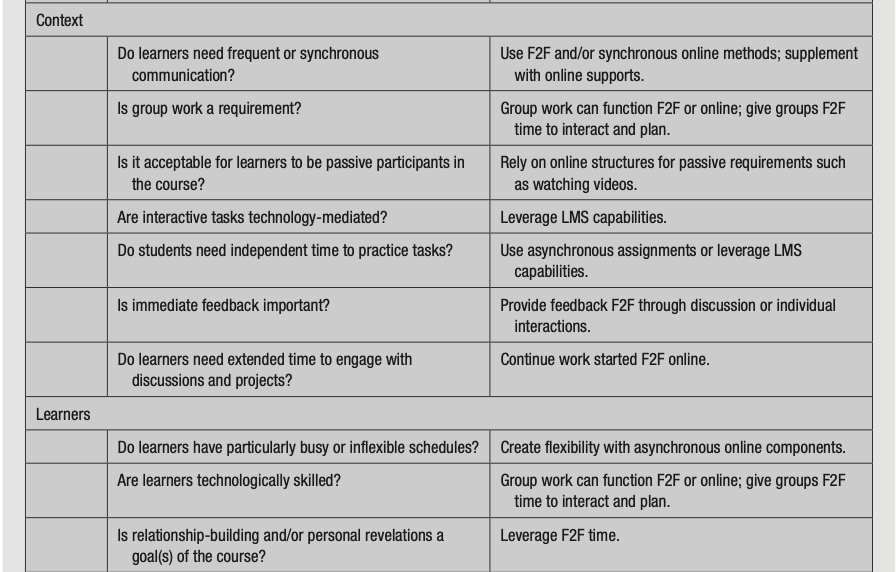 Context
Do learners need frequent or synchronous
communication?
Use F2F and/or synchronous online methods; supplement
with online supports.
Is group work a requirement?
Group work can function F2F or online; give groups F2F
time to interact and plan.
Is it acceptable for learners to be passive participants in
the course?
Rely on online structures for passive requirements such
as watching videos.
Are interactive tasks technology-mediated?
Leverage LMS capabilities.
Do students need independent time to practice tasks?
Use asynchronous assignments or leverage LMS
capabilities.
Is immediate feedback important?
Provide feedback F2F through discussion or individual
interactions.
Do learners need extended time to engage with
discussions and projects?
Continue work started F2F online.
Learners
Do learners have particularly busy or inflexible schedules?
Create flexibility with asynchronous online components.
Are learners technologically skilled?
Group work can function F2F or online; give groups F2F
time to interact and plan.
Is relationship-building and/or personal revelations a
goal(s) of the course?
Leverage F2F time.